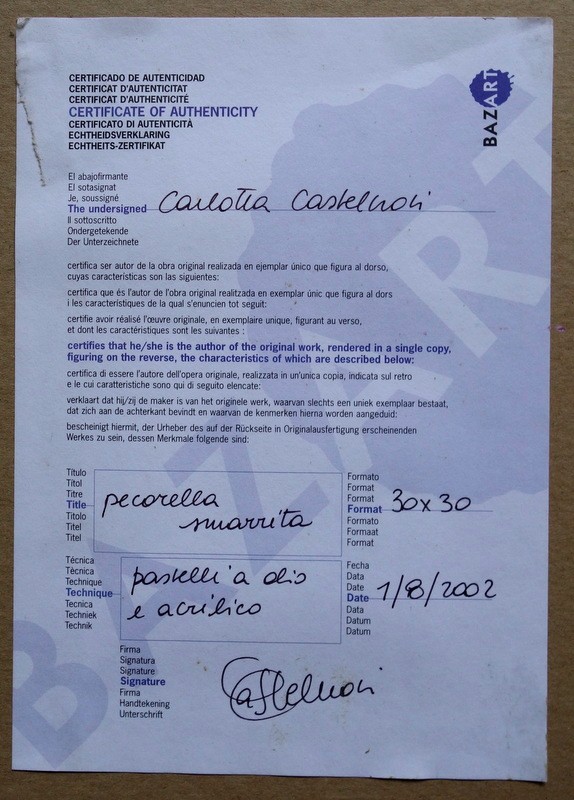 BAZART
CERTIFICADO DE AUTENTICIDAD
CERTIFICAT D'AUTENTICITAT
CERTIFICAT D'AUTHENTICITÉ
CERTIFICATE OF AUTHENTICITY
CERTIFICATO DI AUTENTICITÀ
ECHTHEIDSVERKLARING
ECHTHEITS-ZERTIFIKAT
El abajofirmante
El sotasignat
Je, soussigné
The undersigned Carlotta Castelnovi
Il sottoscritto
Ondergetekende
Der Unterzeichnete
certifica ser autor de la obra original realizada en ejemplar único que figura al dorso,
cuyas características son las siguientes:
certifica que és l'autor de l'obra original realitzada en exemplar únic que figura al dors
i les característiques de la qual s'enuncien tot seguit:
certifie avoir réalisé l'œuvre originale, en exemplaire unique, figurant au verso,
et dont les caractéristiques sont les suivantes :
certifies that he/she is the author of the original work, rendered in a single copy,
figuring on the reverse, the characteristics of which are described below:
certifica di essere l'autore dell'opera originale, realizzata in un'unica copia, indicata sul retro
e le cui caratteristiche sono qui di seguito elencate:
verklaart dat hij/zij de maker is van het originele werk, waarvan slechts een uniek exemplaar bestaat,
dat zich aan de achterkant bevindt en waarvan de kenmerken hierna worden aangeduid:
bescheinigt hiermit, der Urheber des auf der Rückseite in Originalausfertigung erscheinenden
Werkes zu sein, dessen Merkmale folgende sind:
Título
Títol
Titre
Title
Titolo
Titel
Titel
pecorella
smarrita
Formato
Format
Format
Format 30x30
Formato
Formaat
Format
Técnica
Tècnica
Technique
Technique
Tecnica
Techniek
Technik
pastelli a olio
e acrilico
Fecha
Data
Date
Date 1/8/2002
Data
Datum
Datum
Firma
Signatura
Signature
Signature
Firma
Handtekening
Unterschrift
Castelnovi
BAZART